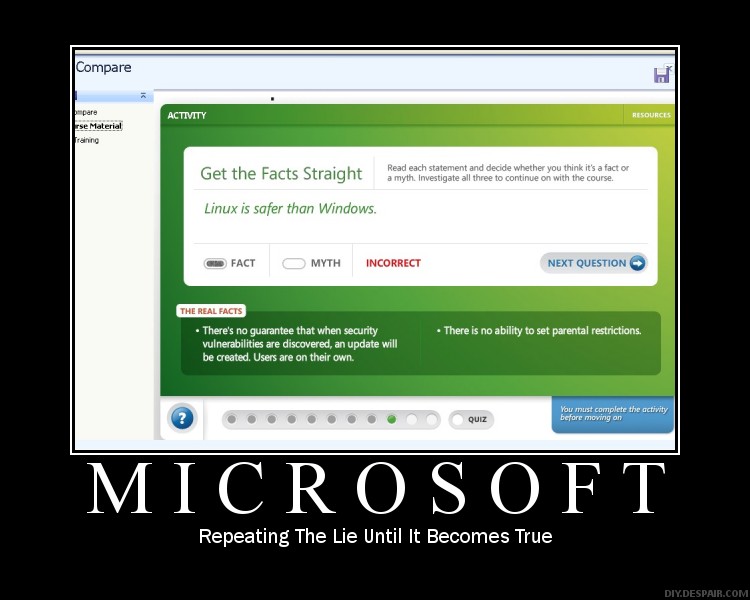 Compare
ompare
rse Material
Training
ACTIVITY
RESOURCES
Get the Facts Straight
Read each statement and decide whether you think it's a fact or
a myth. Investigate all three to continue on with the course.
Linux is safer than Windows.
FACT
MYTH
INCORRECT
NEXT QUESTION
THE REAL FACTS
• There's no guarantee that when security
vulnerabilities are discovered, an update will
be created. Users are on their own.
• There is no ability to set parental restrictions.
?
QUIZ
You must complete the activity
before moving on
MICROSOFT
Repeating The Lie Until It Becomes True
DIY.DESPAIR.COM